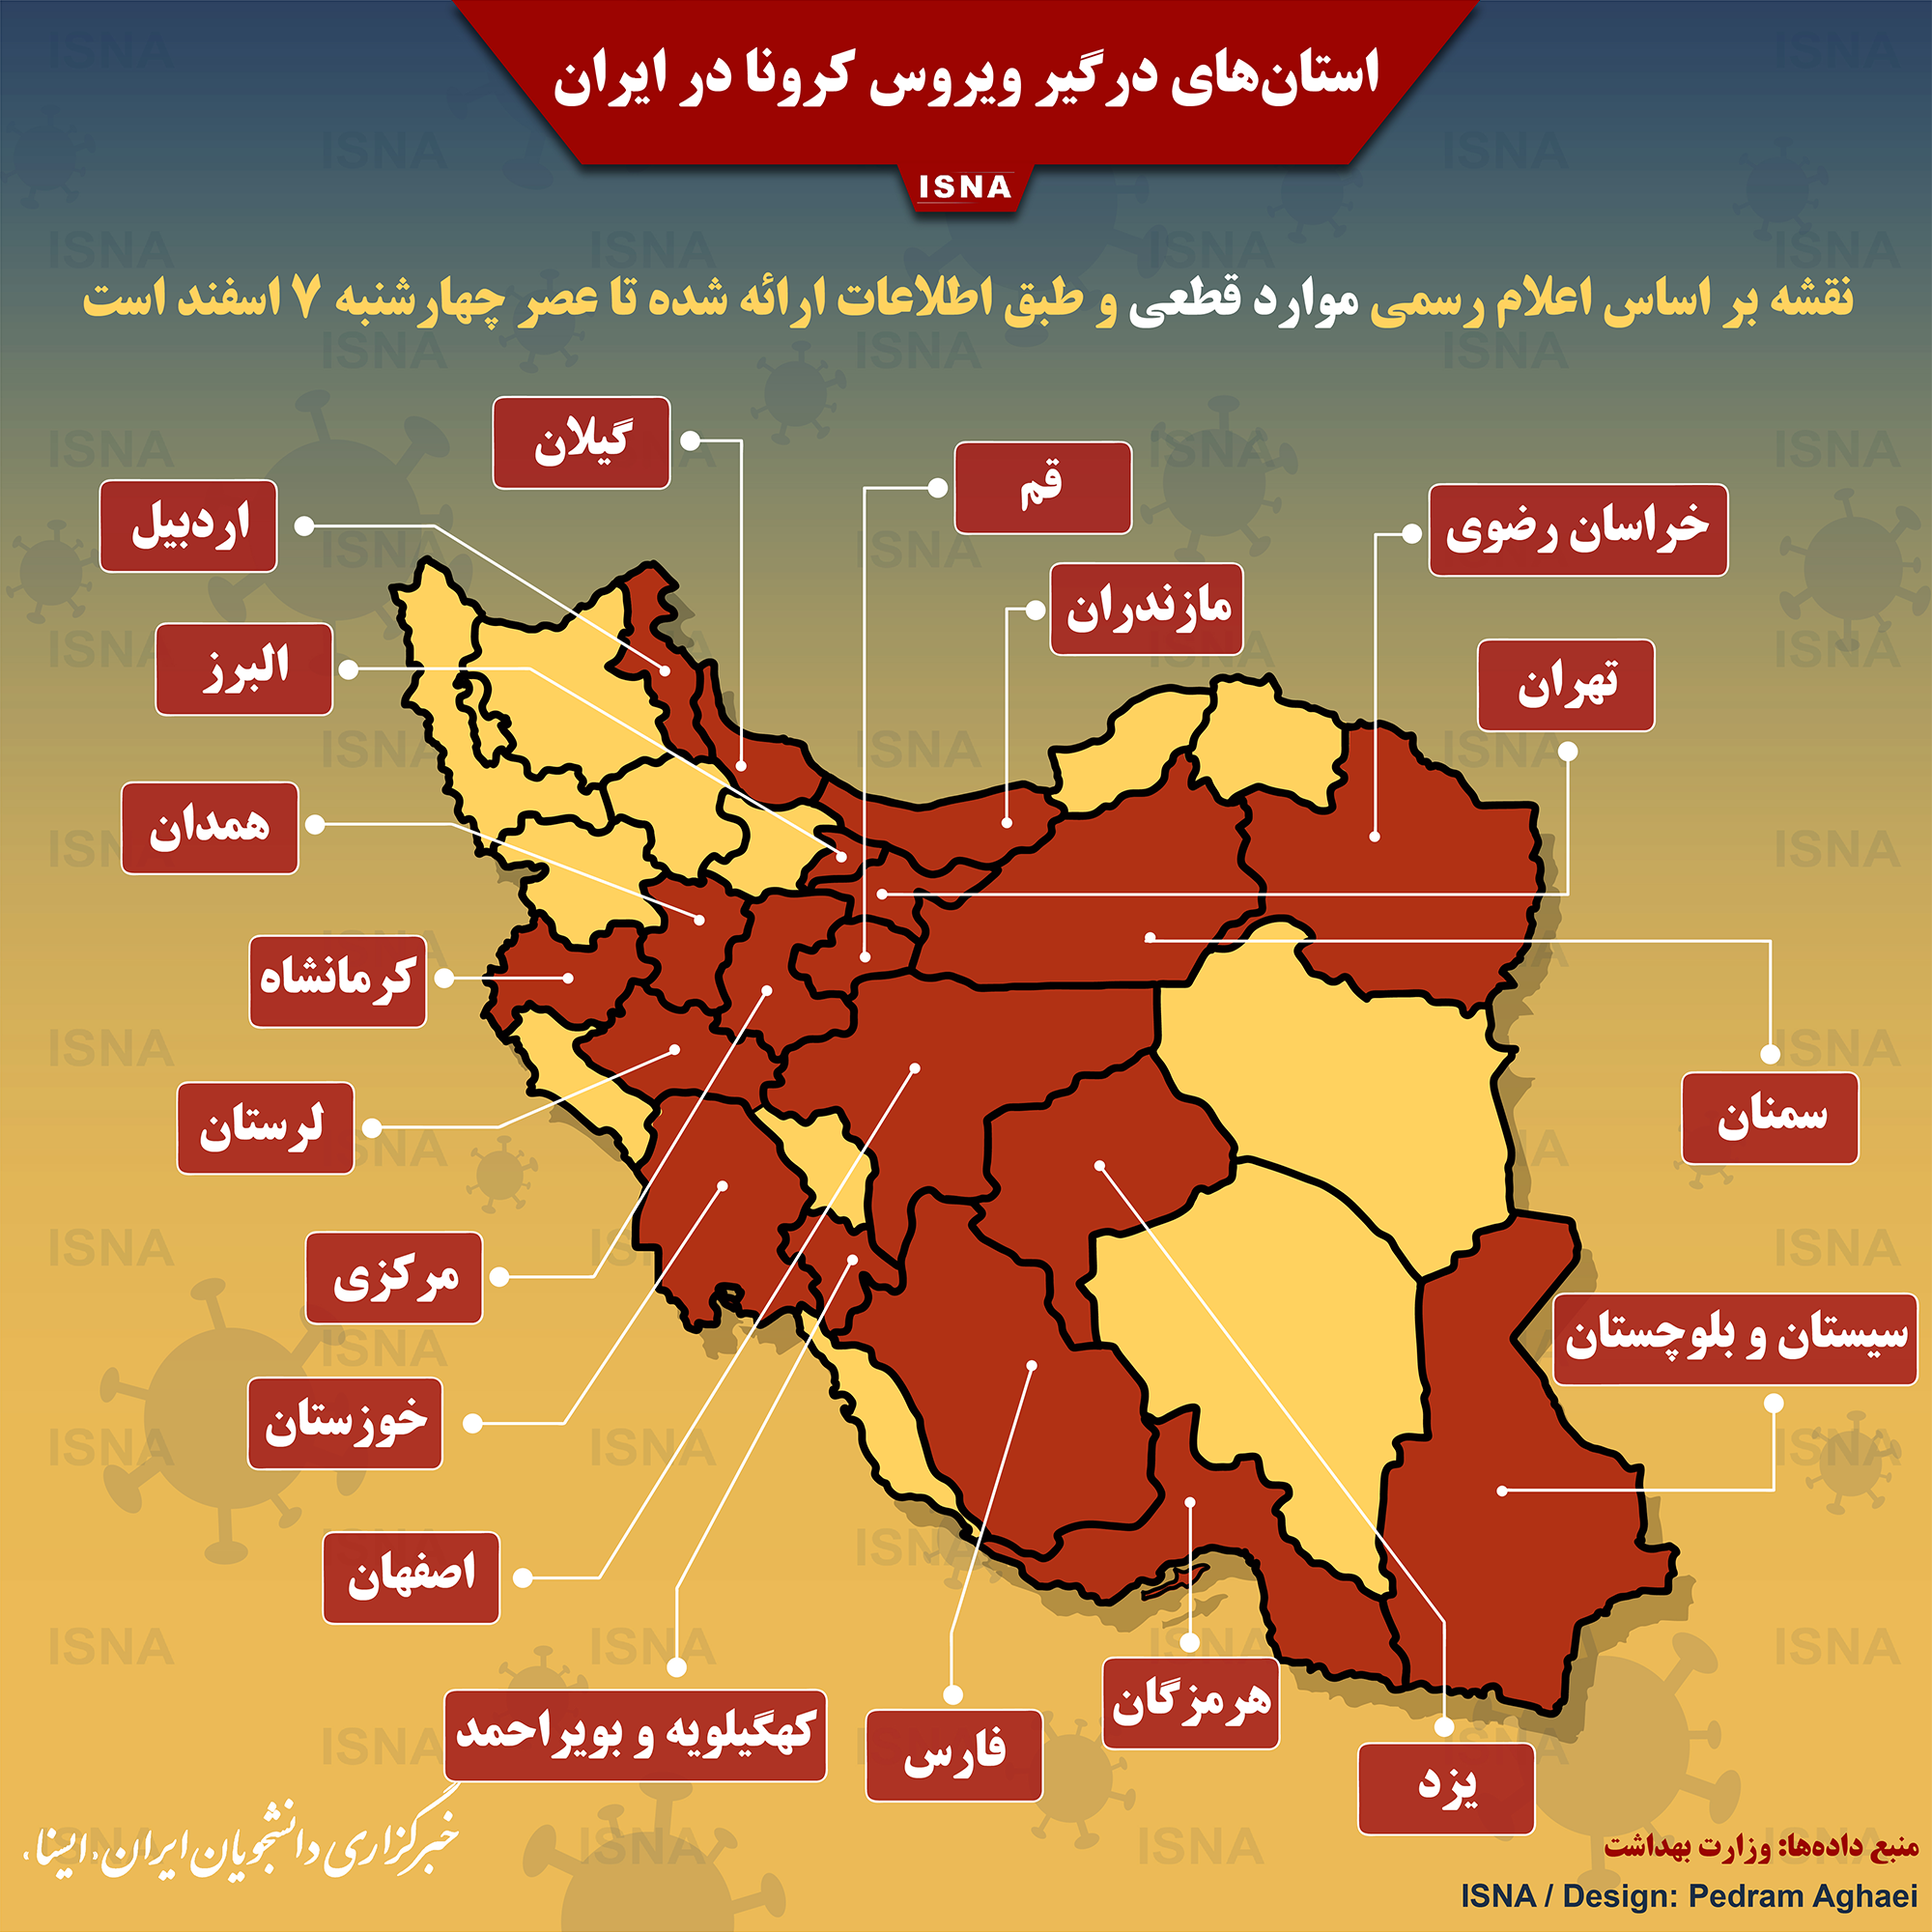 استان‌های درگیر ویروس کرونا در ایران
ISNA
نقشه بر اساس اعلام رسمی موارد قطعی و طبق اطلاعات ارائه شده تا عصر چهارشنبه ۷ اسفند است
گیلان
قم
خراسان رضوی
اردبیل
مازندران
البرز
تهران
همدان
کرمانشاه
سمنان
لرستان
مرکزی
سیستان و بلوچستان
خوزستان
اصفهان
هرمزگان
کهگیلویه و بویراحمد
فارس
یزد
خبرگزاری دانشجویان ایران، ایسنا،
منبع داده‌ها: وزارت بهداشت
ISNA / Design: Pedram Aghaei